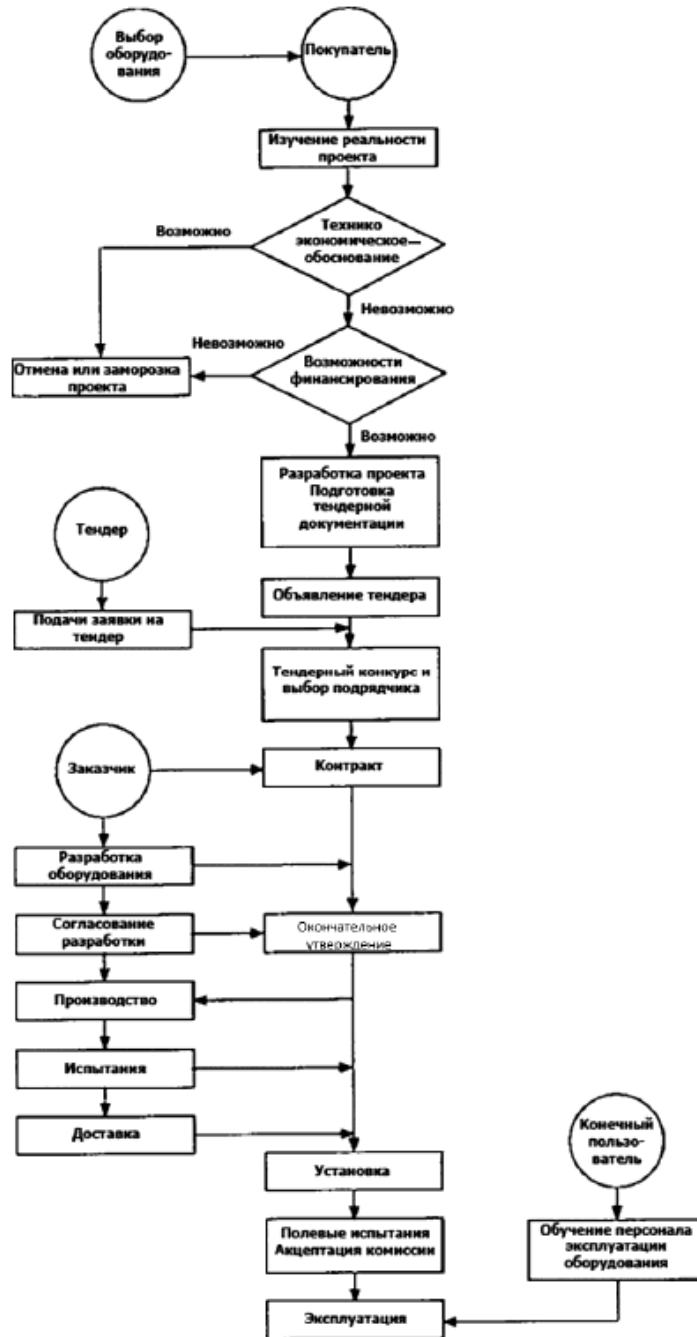 Выбор
оборудо-
вания
Покупатель
Изучение реальности
проекта
Технико
экономическое—
обоснование
Возможно
Невозможно
Невозможно
Возможности
финансирования
Отмена или заморозка
проекта
Возможно
Разработка проекта
Подготовка
тендерной
документации
Тендер
Объявление тендера
Подачи заявки на
тендер
Тендерный конкурс и
выбор подрядчика
Заказчик
Контракт
Разработка
оборудования
Согласование
разработки
Окончательное
утверждение
Производство
Испытания
Доставка
Конечный
пользо-
ватель
Установка
Полевые испытания
Акцептация комиссии
Обучение персонала
эксплуатации
оборудования
Эксплуатация